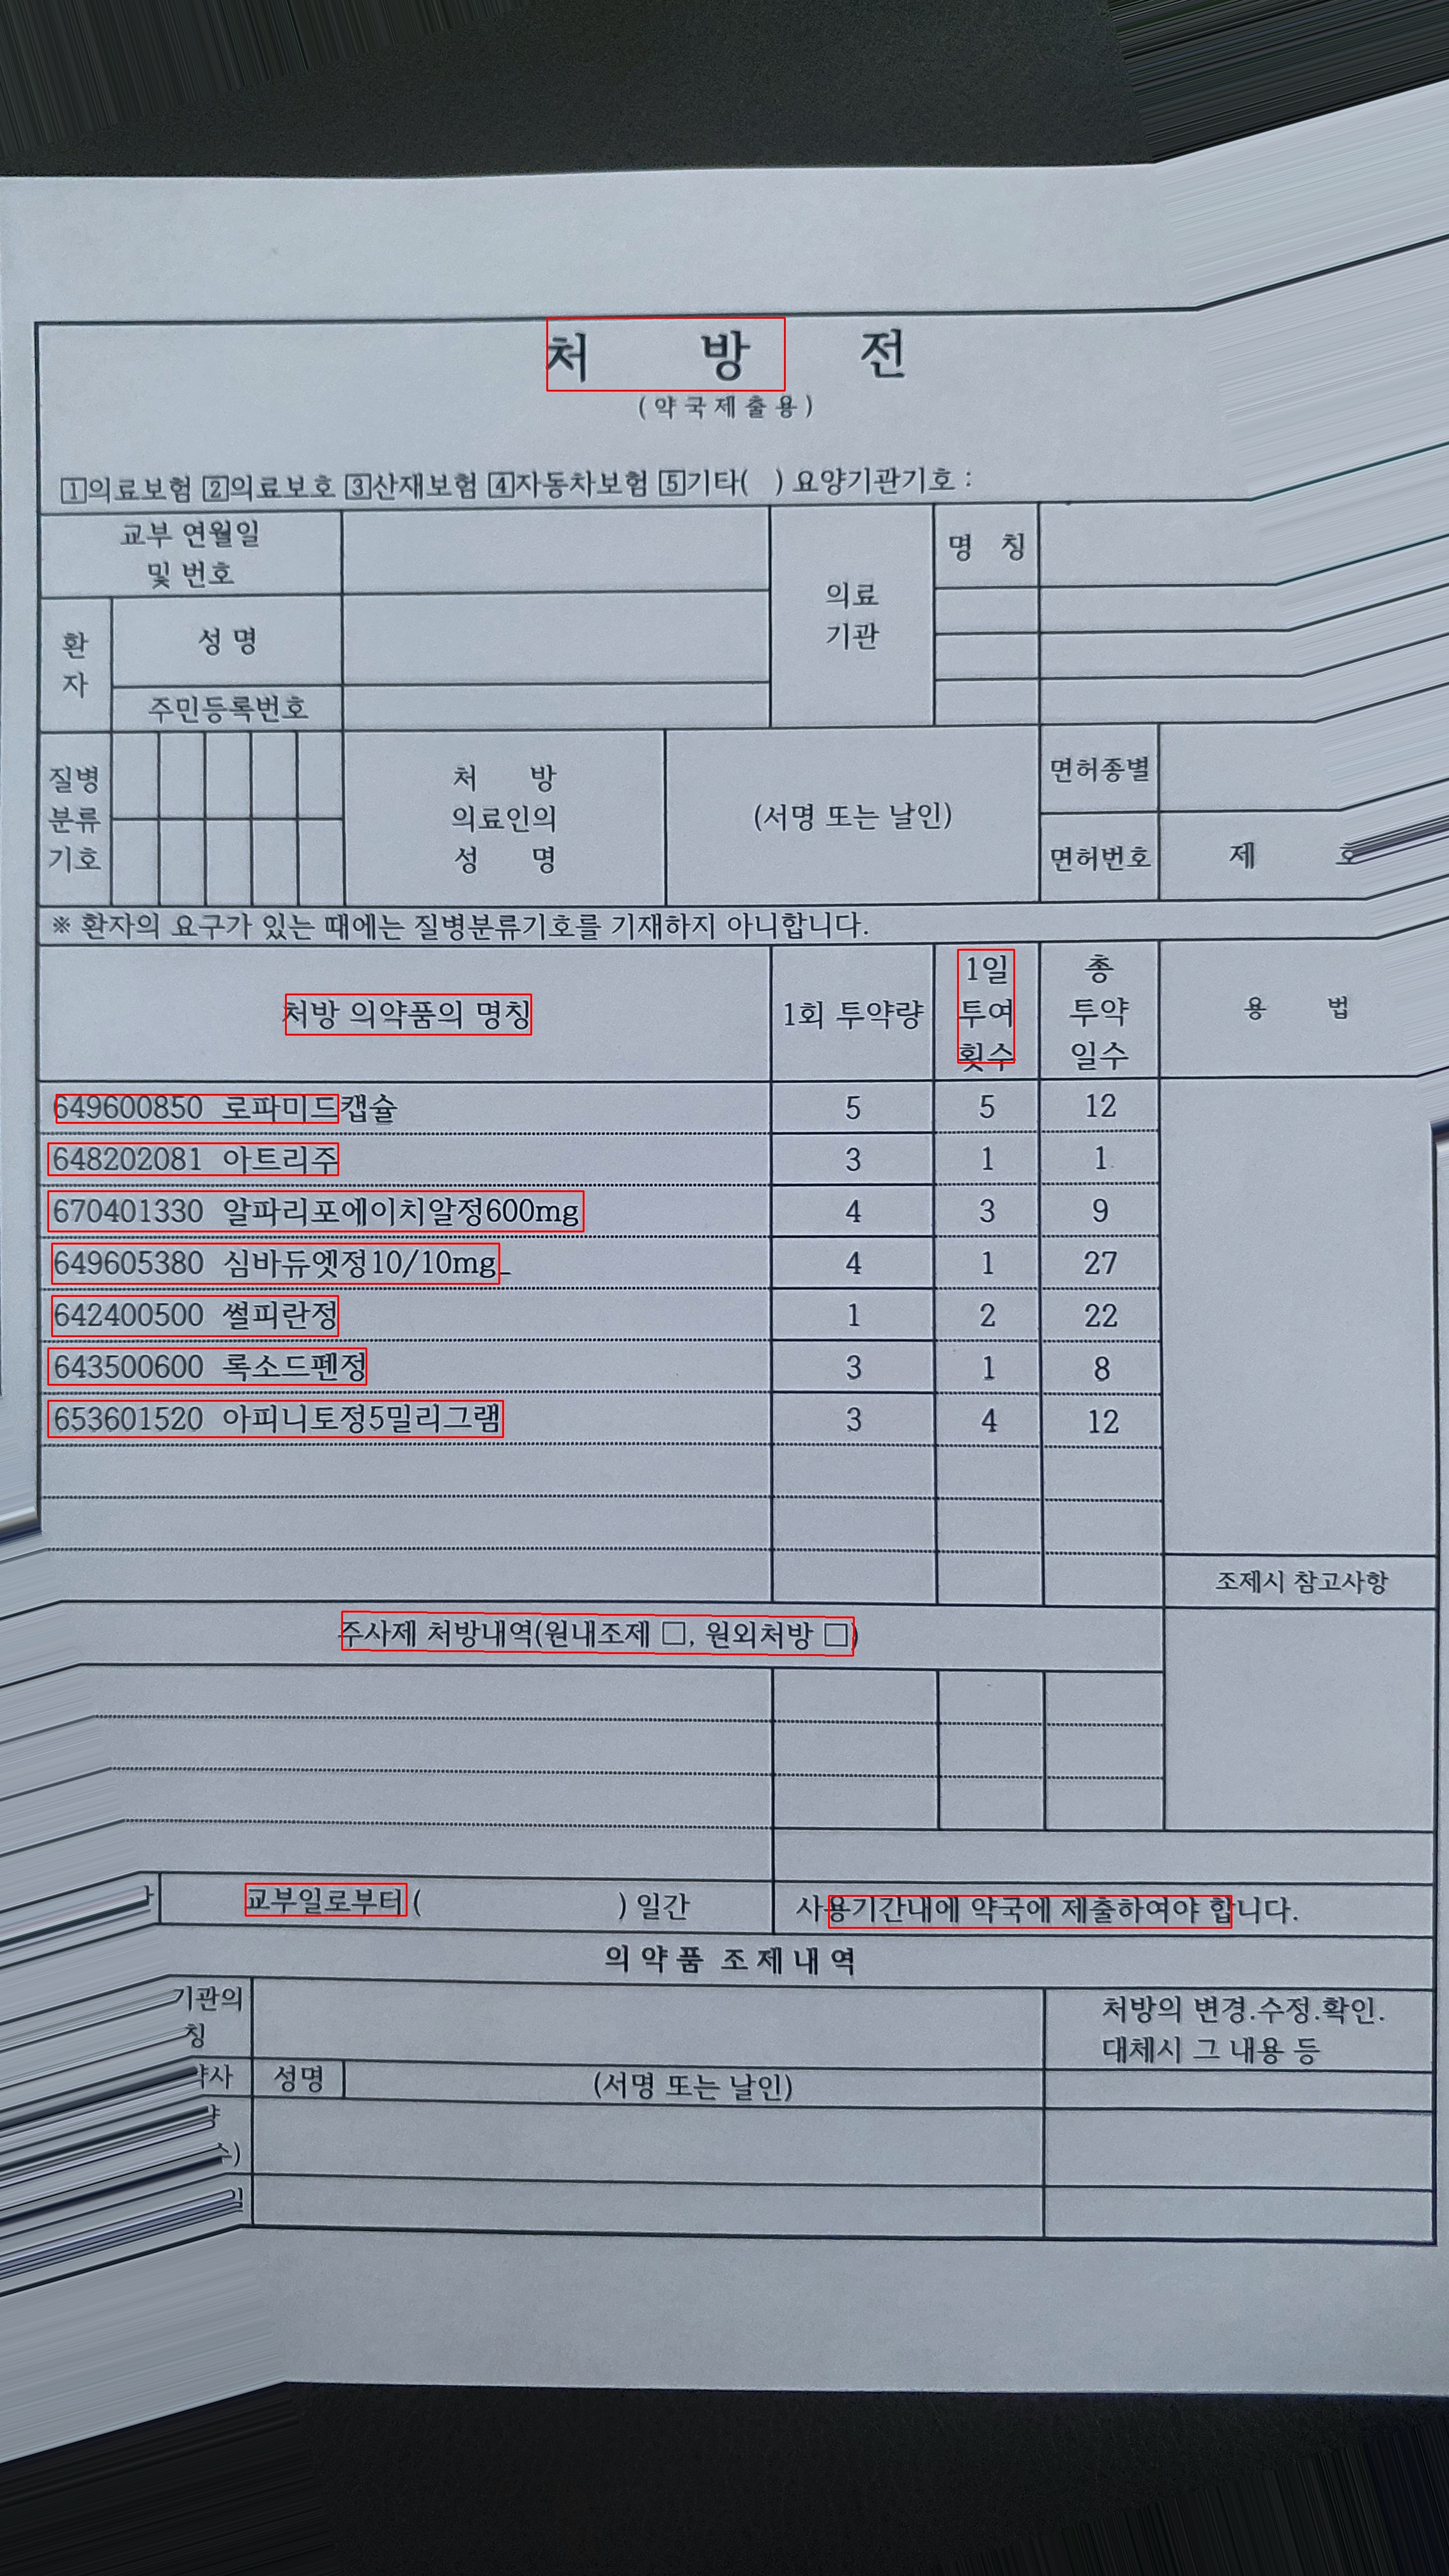 처 방 전
(약국제출용)
1의료보험 2의료보호 3산재보험 4자동차보험 5기타( ) 요양기관기호 :
교부 연월일
및 번호
의료
기관
명 칭
환
자
성 명
주민등록번호
질병
분류
기호
처 방
의료인의
성 명
(서명 또는 날인)
면허종별
면허번호
제 호
※ 환자의 요구가 있는 때에는 질병분류기호를 기재하지 아니합니다.
처방 의약품의 명칭
1회 투약량
1일
투여
횟수
총
투약
일수
용 법
649600850 로파미드캡슐 5 5 12
648202081 아트리주 3 1 1
670401330 알파리포에이치알정600mg 4 3 9
649605380 심바듀엣정10/10mg_ 4 1 27
642400500 썰피란정 1 2 22
643500600 록소드펜정 3 1 8
653601520 아피니토정5밀리그램 3 4 12
조제시 참고사항
주사제 처방내역(원내조제 □, 원외처방 □)
교부일로부터 ( ) 일간
사용기간내에 약국에 제출하여야 합니다.
의 약 품 조 제 내 역
기관의
칭
처방의 변경.수정.확인.
대체시 그 내용 등
약사
성명
(서명 또는 날인)